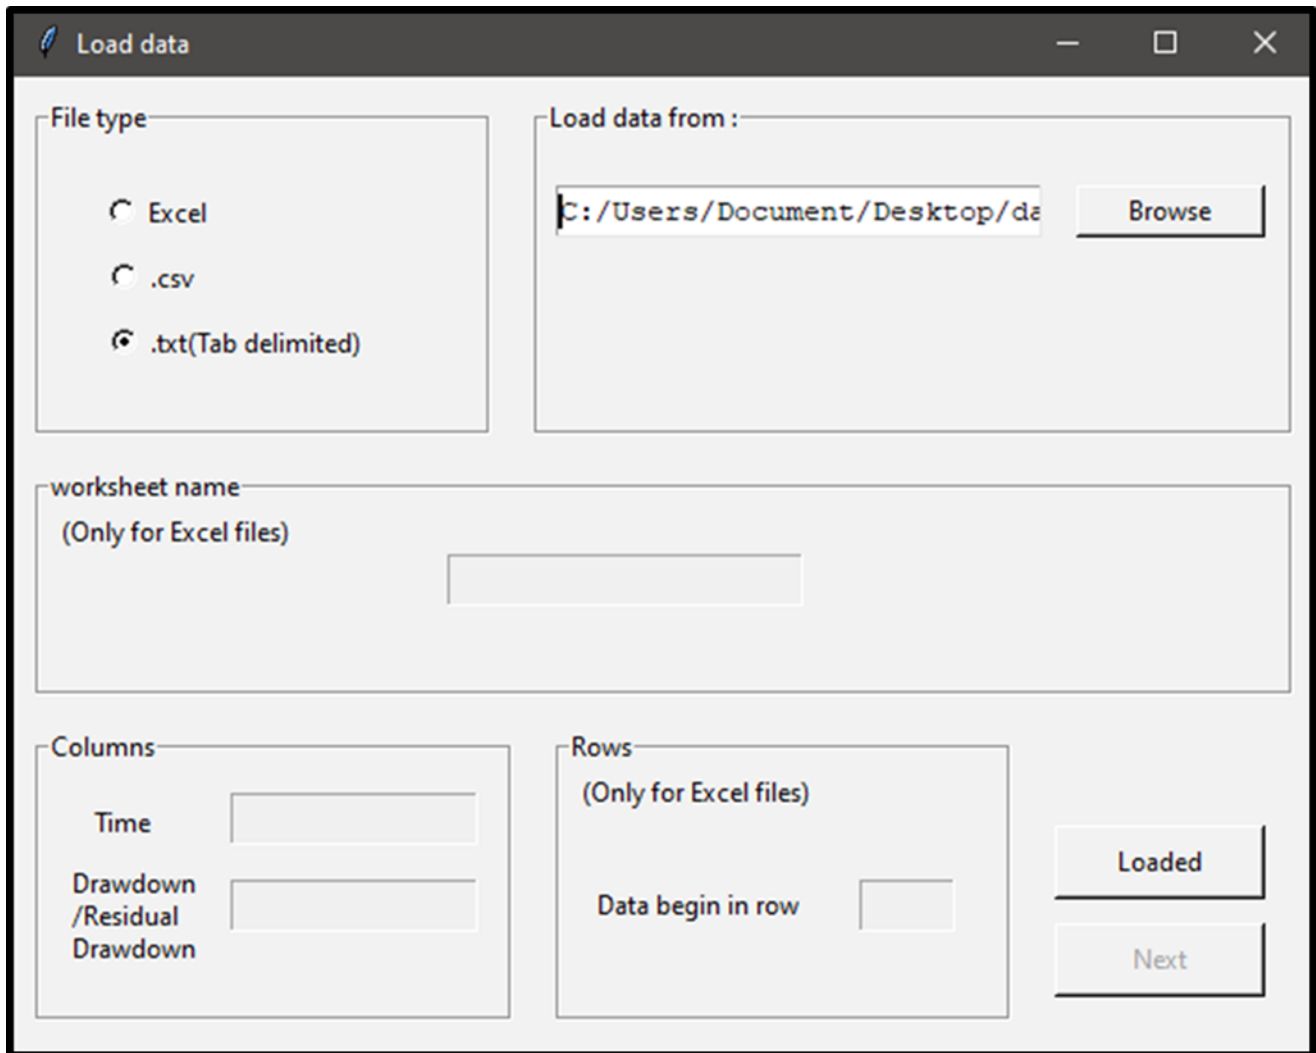 Load data
File type
Load data from :
Excel
C:/Users/Document/Desktop/da
Browse
.csv
.txt(Tab delimited)
worksheet name
(Only for Excel files)
Columns
Time
Drawdown
/Residual
Drawdown
Rows
(Only for Excel files)
Data begin in row
Loaded
Next